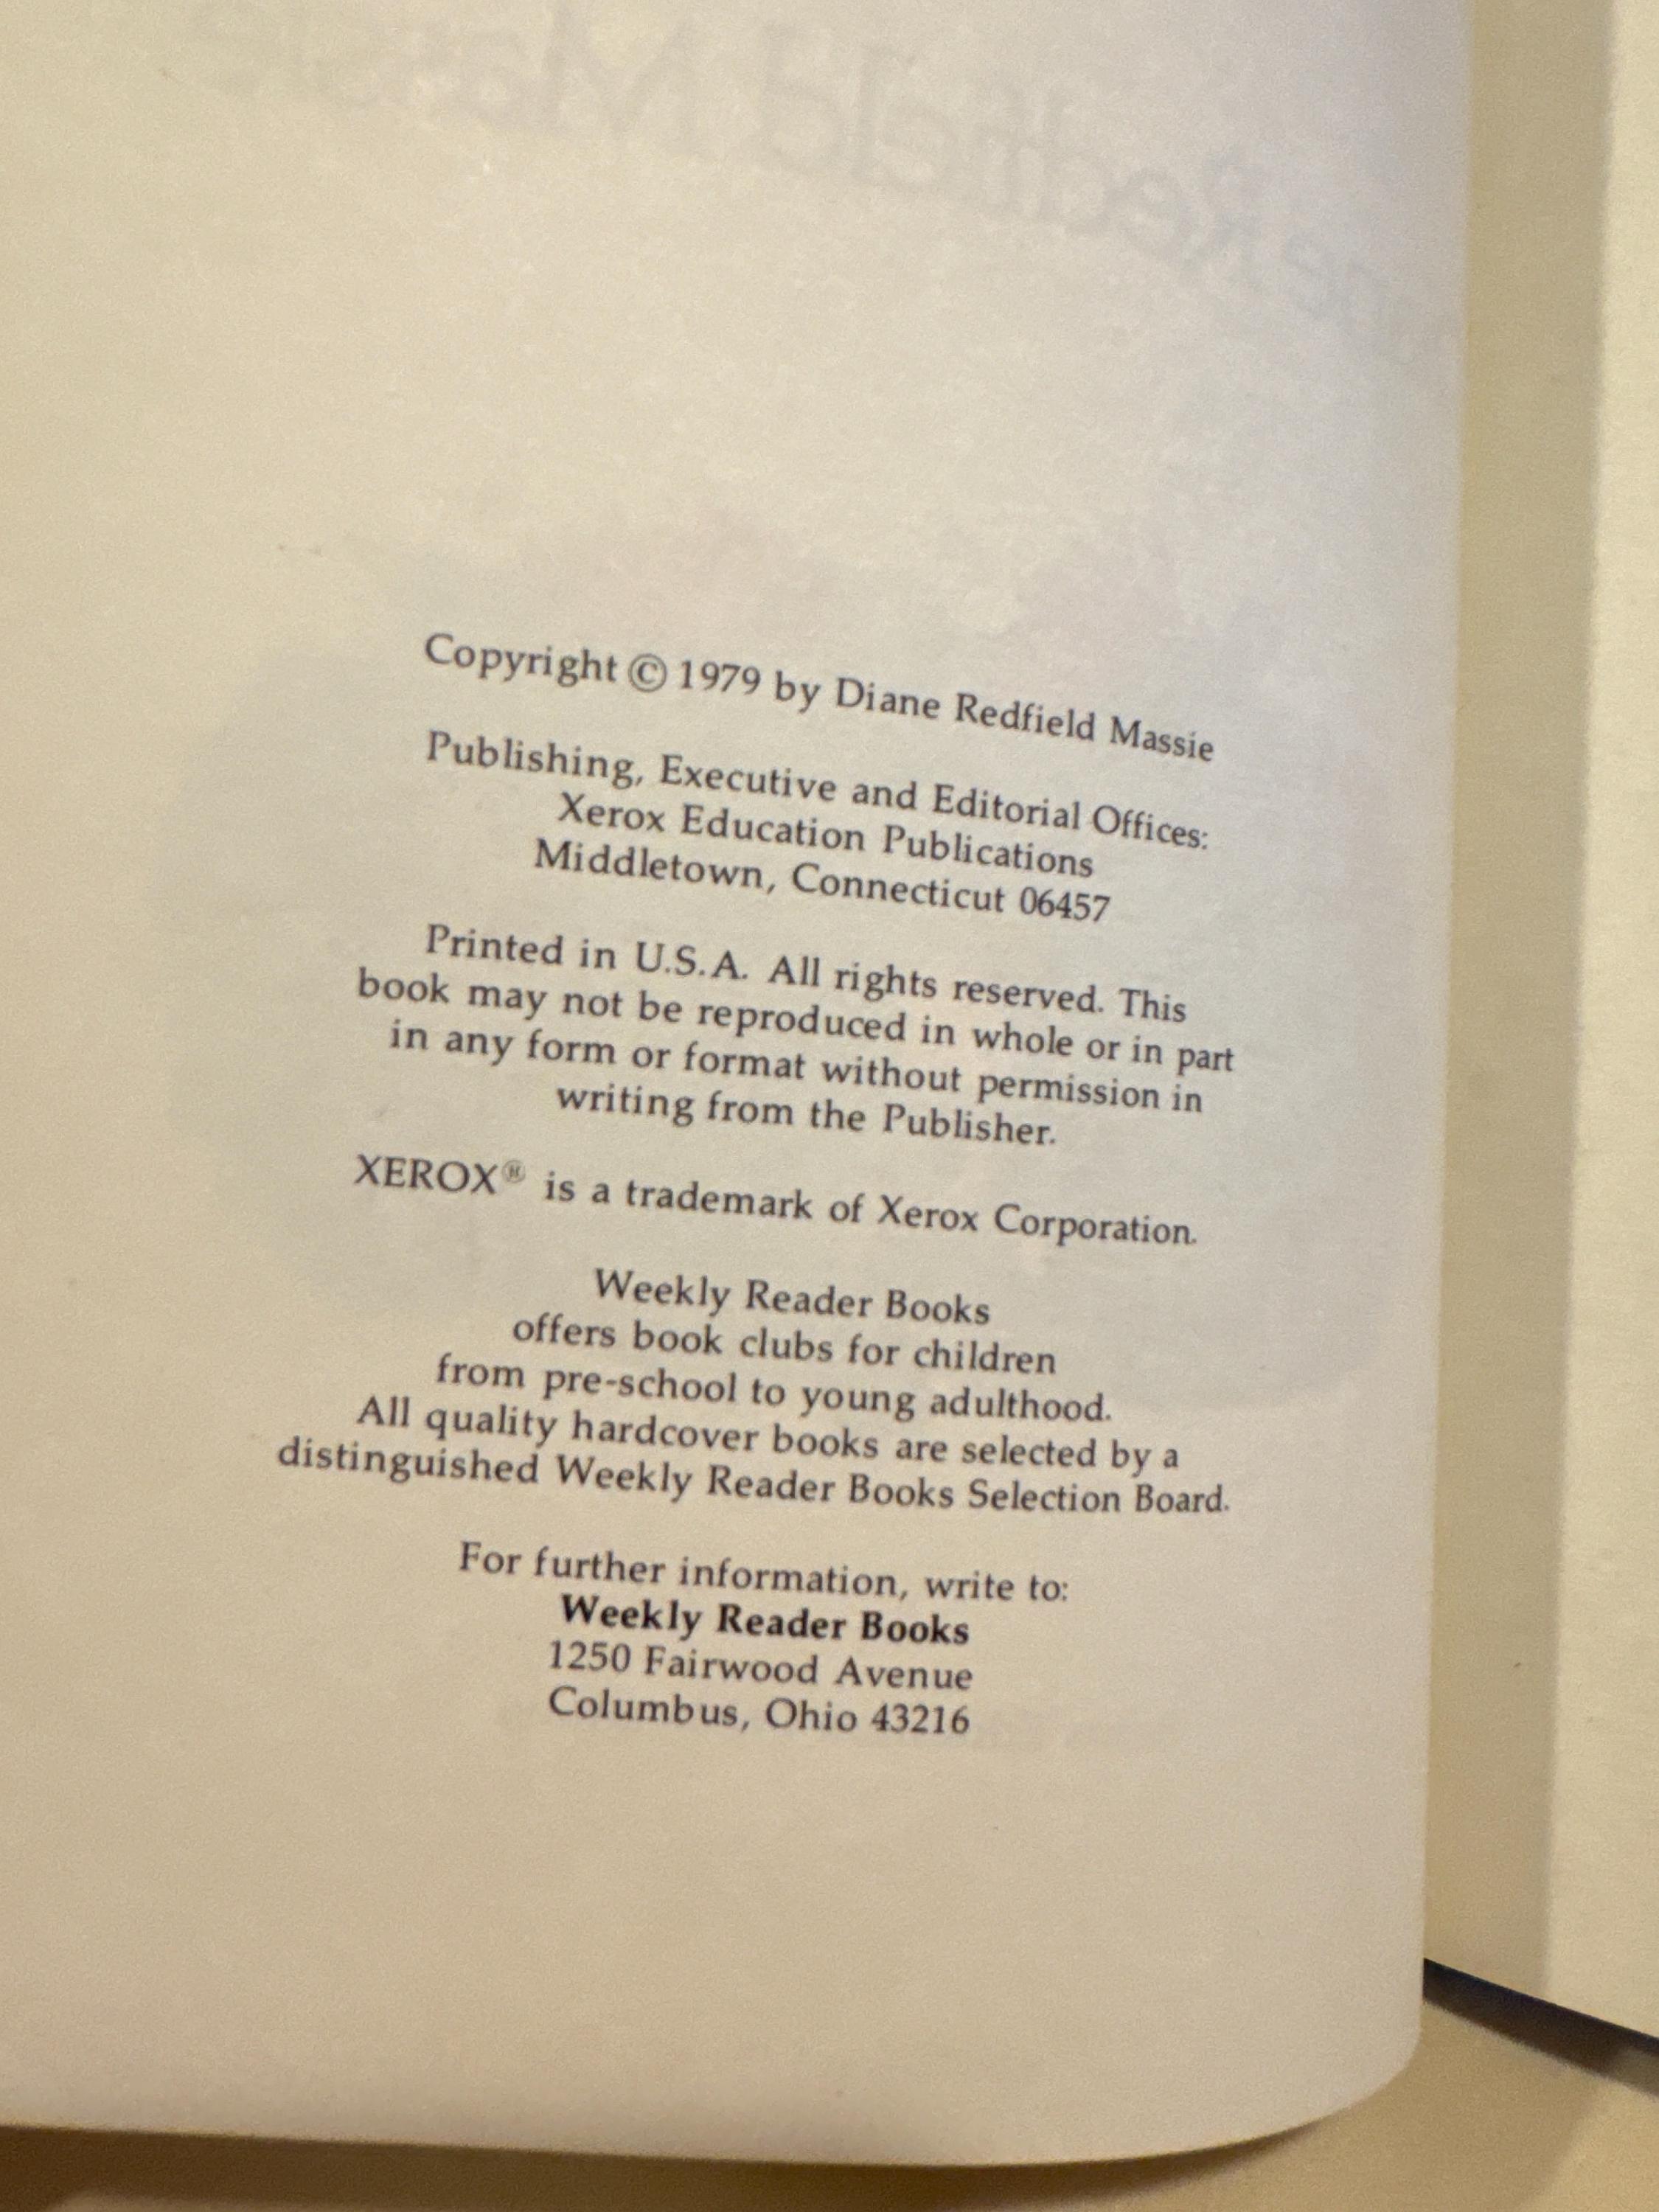 Copyright © 1979 by Diane Redfield Massie
Publishing, Executive and Editorial Offices:
Xerox Education Publications
Middletown, Connecticut 06457
Printed in U.S.A. All rights reserved. This
book may not be reproduced in whole or in part
in any form or format without permission in
writing from the Publisher.
XEROX® is a trademark of Xerox Corporation.
Weekly Reader Books
offers book clubs for children
from pre-school to young adulthood.
All quality hardcover books are selected by a
distinguished Weekly Reader Books Selection Board.
For further information, write to:
Weekly Reader Books
1250 Fairwood Avenue
Columbus, Ohio 43216